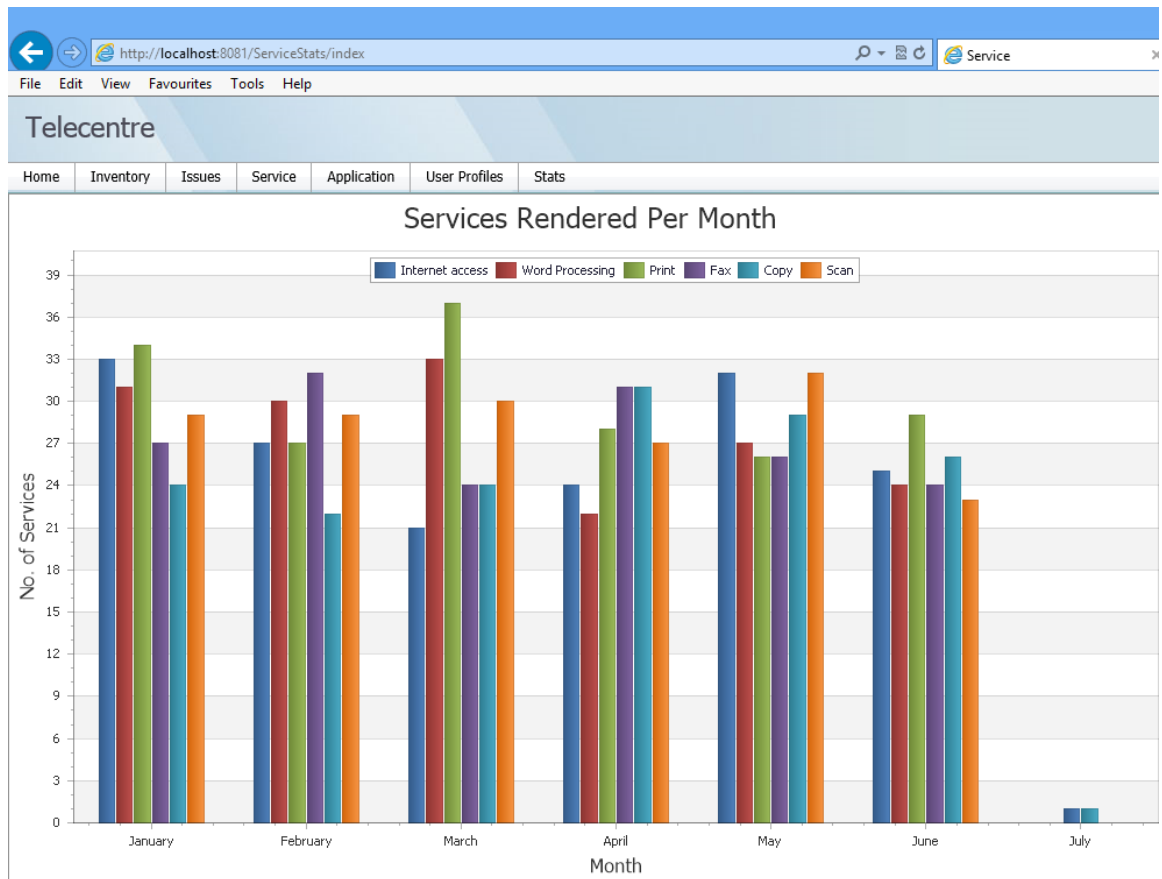 http://localhost:8081/ServiceStats/index
Service
File Edit View Favourites Tools Help
Telecentre
Home Inventory Issues Service Application User Profiles Stats
Services Rendered Per Month
Internet access Word Processing Print Fax Copy Scan
39
36
33
30
27
24
21
18
15
12
9
6
3
0
No. of Services
January February March April May June July
Month